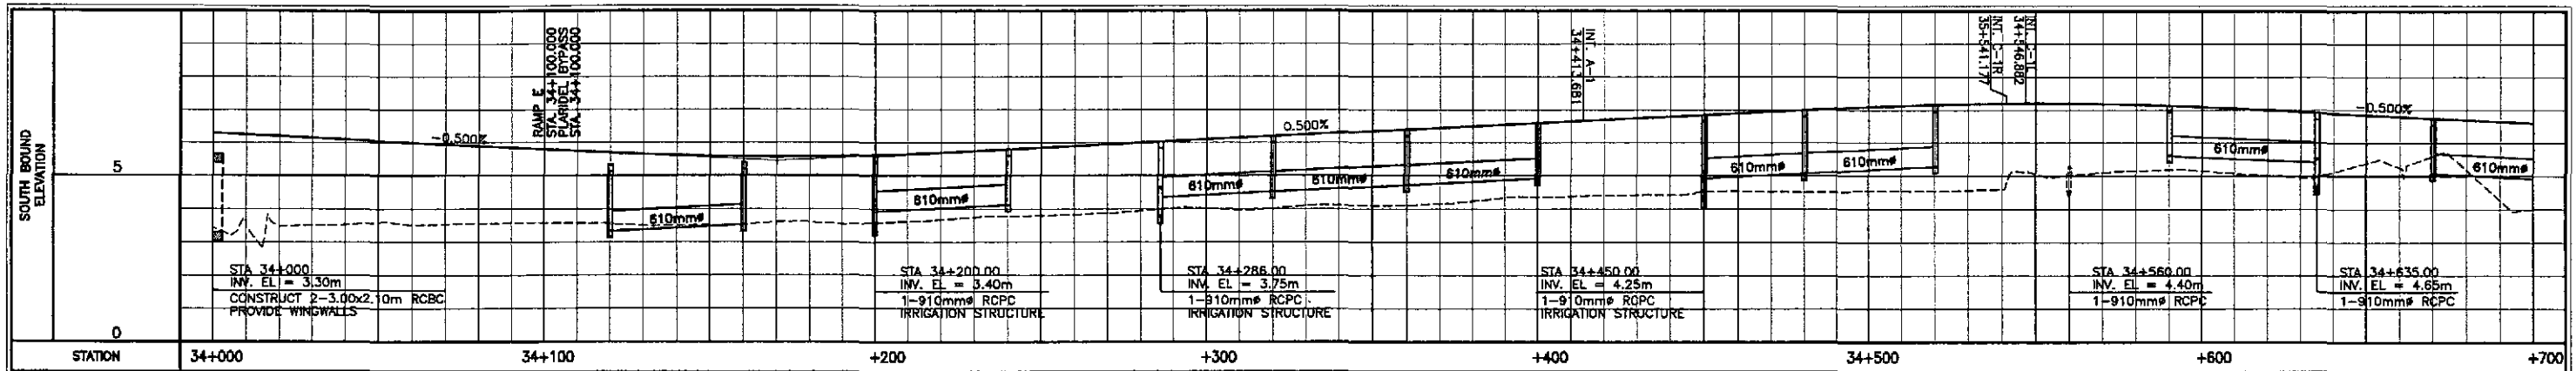 SOUTH BOUND
ELEVATION
5
0
RAMP E
STA. 34+100.000
PLARIDEL BYPASS
STA. 34+400.000
INT. A-1
34+413.681
INT. C-1R
35+541.177
INT. C-1L
34+546.882
-0.500%
0.500%
-0.500%
610mmø
610mmø
610mmø
610mmø
610mmø
610mmø
610mmø
610mmø
610mmø
STA 34+000
INV. EL = 3.30m
CONSTRUCT 2-3.00x2.10m RCBC
PROVIDE WINGWALLS
STA 34+200.00
INV. EL = 3.40m
1-910mmø RCPC
IRRIGATION STRUCTURE
STA 34+286.00
INV. EL = 3.75m
1-910mmø RCPC
IRRIGATION STRUCTURE
STA 34+450.00
INV. EL = 4.25m
1-910mmø RCPC
IRRIGATION STRUCTURE
STA 34+560.00
INV. EL = 4.40m
1-910mmø RCPC
STA 34+635.00
INV. EL = 4.65m
1-910mmø RCPC
STATION
34+000
34+100
+200
+300
+400
34+500
+600
+700